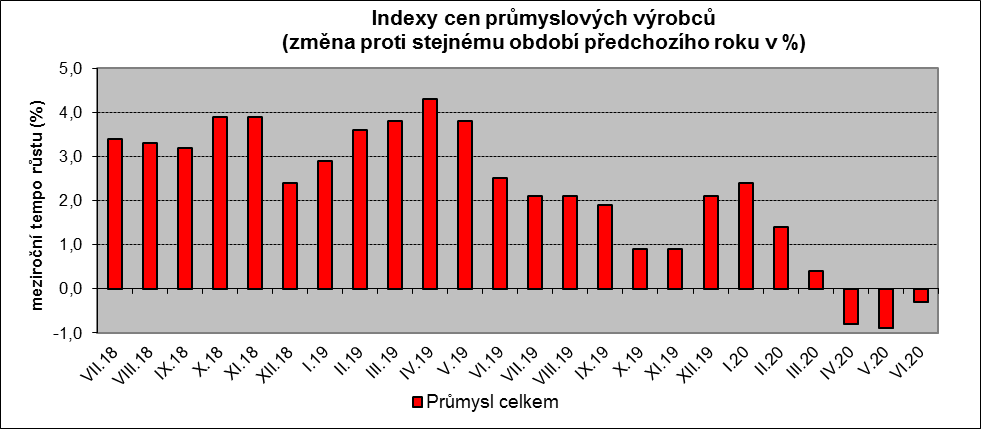 Indexy cen průmyslových výrobců
(změna proti stejnému období předchozího roku v %)
meziroční tempo růstu (%)
5,0
4,0
3,0
2,0
1,0
0,0
-1,0
VII.18 VIII.18 IX.18 X.18 XI.18 XII.18 I.19 II.19 III.19 IV.19 V.19 VI.19 VII.19 VIII.19 IX.19 X.19 XI.19 XII.19 I.20 II.20 III.20 IV.20 V.20 VI.20
Průmysl celkem